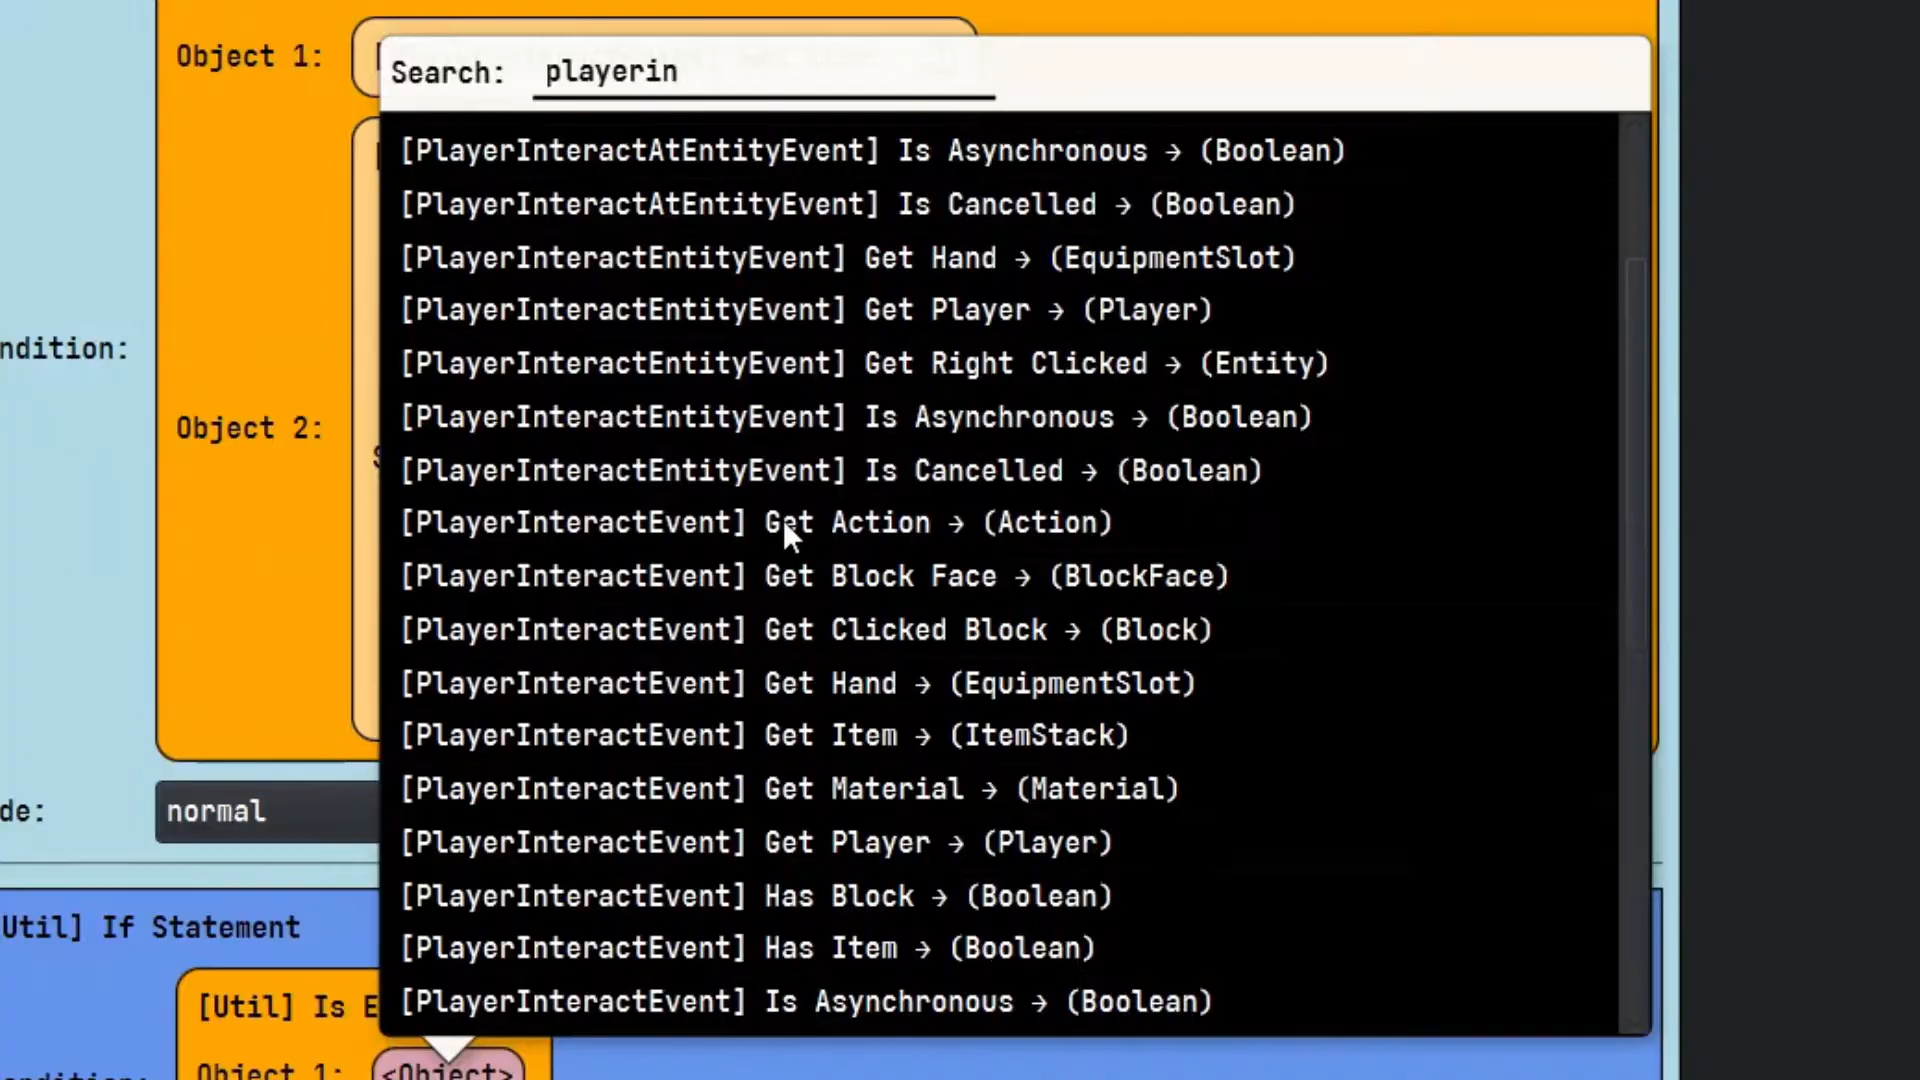 Object 1:
Search: playerin
[PlayerInteractAtEntityEvent] Is Asynchronous → (Boolean)
[PlayerInteractAtEntityEvent] Is Cancelled → (Boolean)
[PlayerInteractEntityEvent] Get Hand → (EquipmentSlot)
[PlayerInteractEntityEvent] Get Player → (Player)
ndition:
[PlayerInteractEntityEvent] Get Right Clicked → (Entity)
[PlayerInteractEntityEvent] Is Asynchronous → (Boolean)
Object 2:
[PlayerInteractEntityEvent] Is Cancelled → (Boolean)
[PlayerInteractEvent] Get Action → (Action)
[PlayerInteractEvent] Get Block Face → (BlockFace)
[PlayerInteractEvent] Get Clicked Block → (Block)
[PlayerInteractEvent] Get Hand → (EquipmentSlot)
[PlayerInteractEvent] Get Item → (ItemStack)
[PlayerInteractEvent] Get Material → (Material)
de: normal
[PlayerInteractEvent] Get Player → (Player)
[PlayerInteractEvent] Has Block → (Boolean)
Util] If Statement
[PlayerInteractEvent] Has Item → (Boolean)
[PlayerInteractEvent] Is Asynchronous → (Boolean)
[Util] Is E
ondition:
Object 1: <Object>